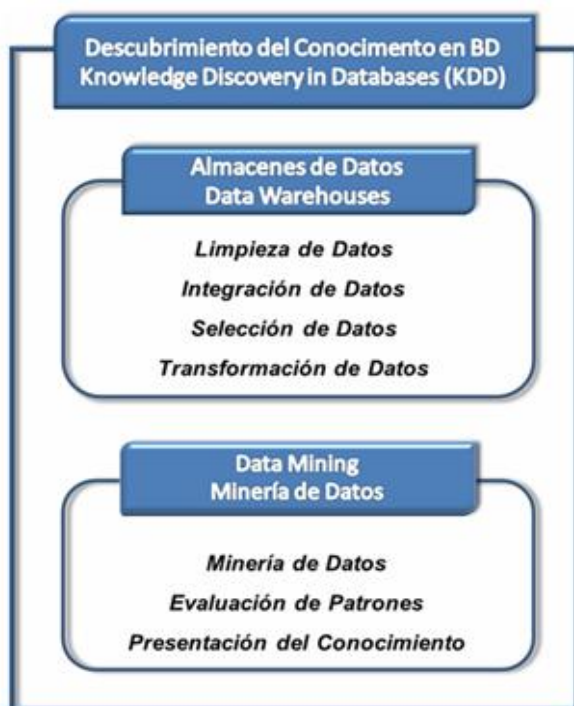 Descubrimiento del Conocimento en BD
Knowledge Discovery in Databases (KDD)
Almacenes de Datos
Data Warehouses
Limpieza de Datos
Integración de Datos
Selección de Datos
Transformación de Datos
Data Mining
Minería de Datos
Minería de Datos
Evaluación de Patrones
Presentación del Conocimiento